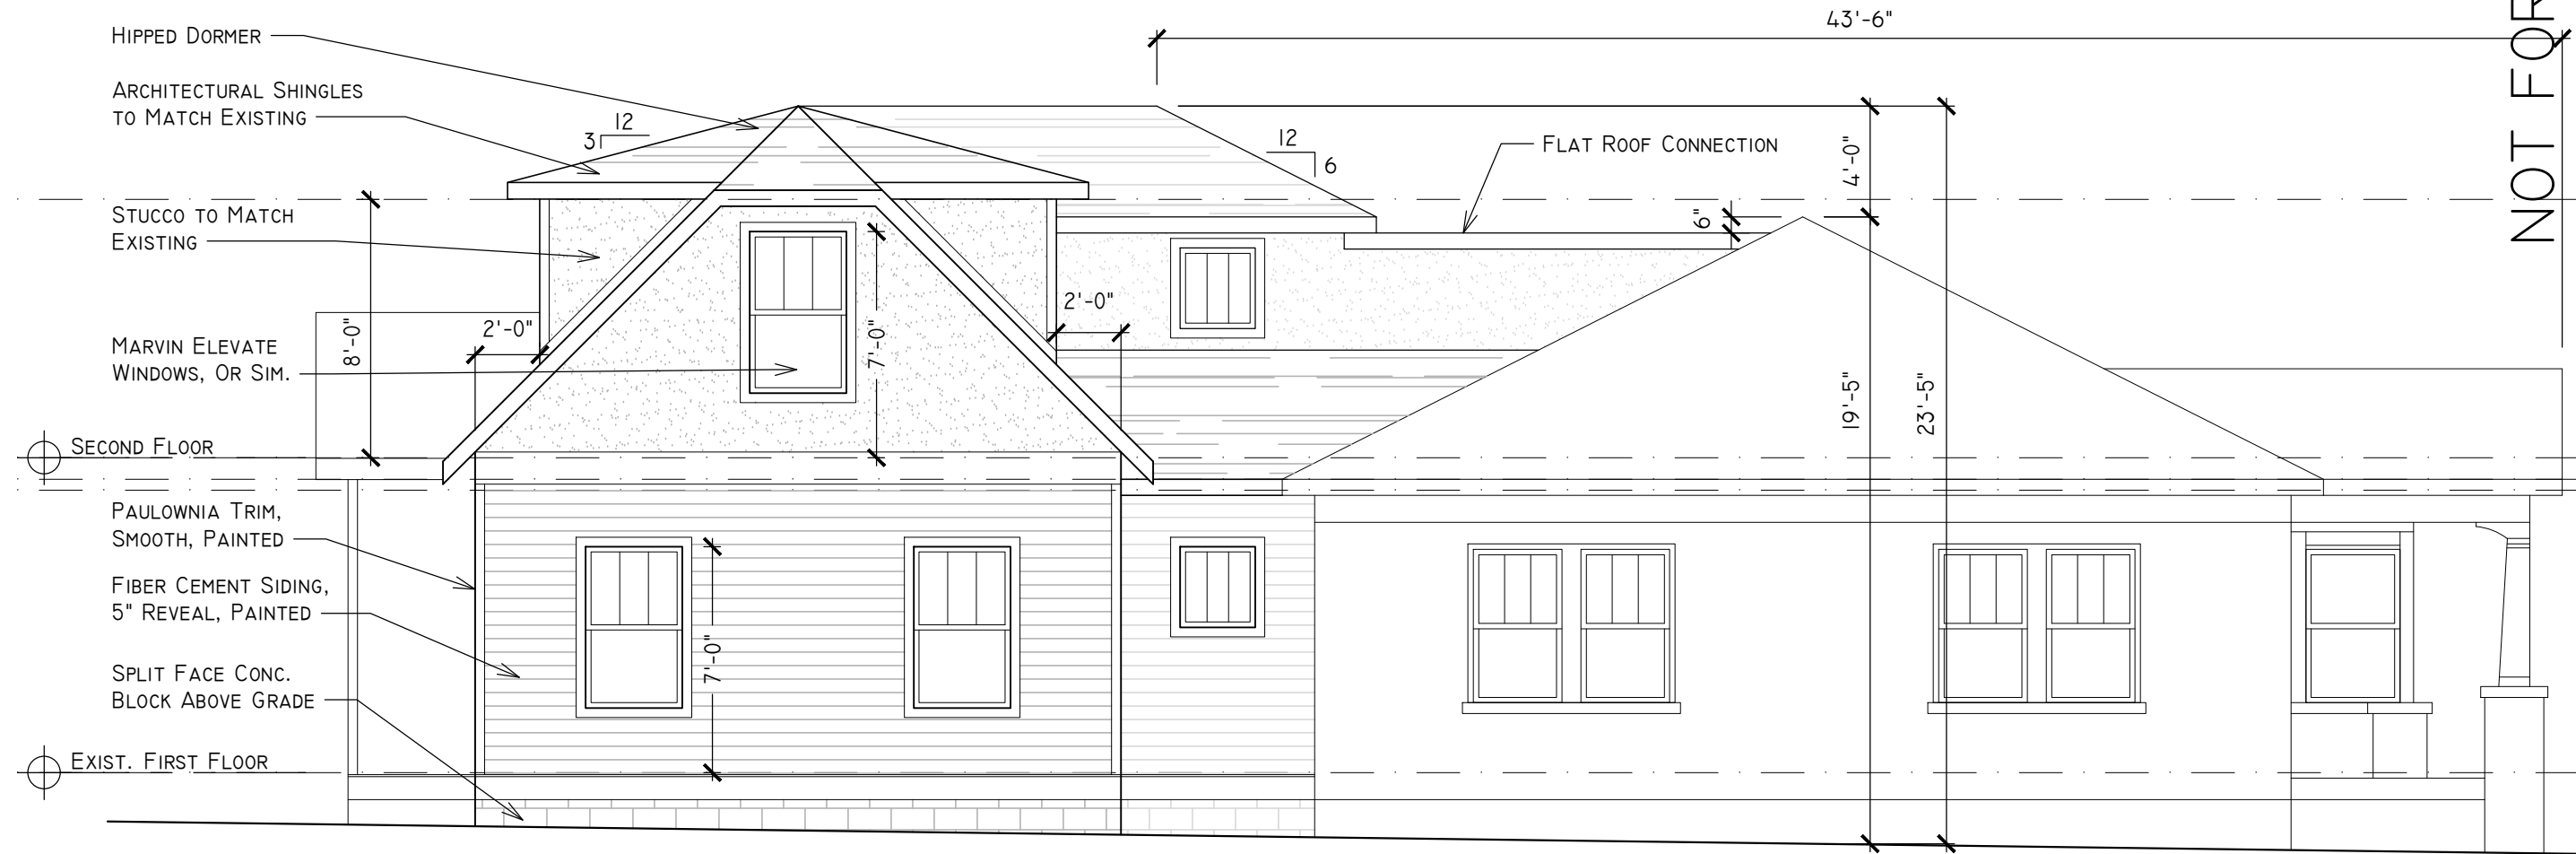 43'-6"
NOT FOR
HIPPED DORMER
ARCHITECTURAL SHINGLES
TO MATCH EXISTING
12
3
12
6
FLAT ROOF CONNECTION
4'-0"
6"
STUCCO TO MATCH
EXISTING
8'-0"
2'-0"
7'-0"
2'-0"
MARVIN ELEVATE
WINDOWS, OR SIM.
19'-5"
23'-5"
SECOND FLOOR
PAULOWNIA TRIM,
SMOOTH, PAINTED
FIBER CEMENT SIDING,
5" REVEAL, PAINTED
7'-0"
SPLIT FACE CONC.
BLOCK ABOVE GRADE
EXIST. FIRST FLOOR